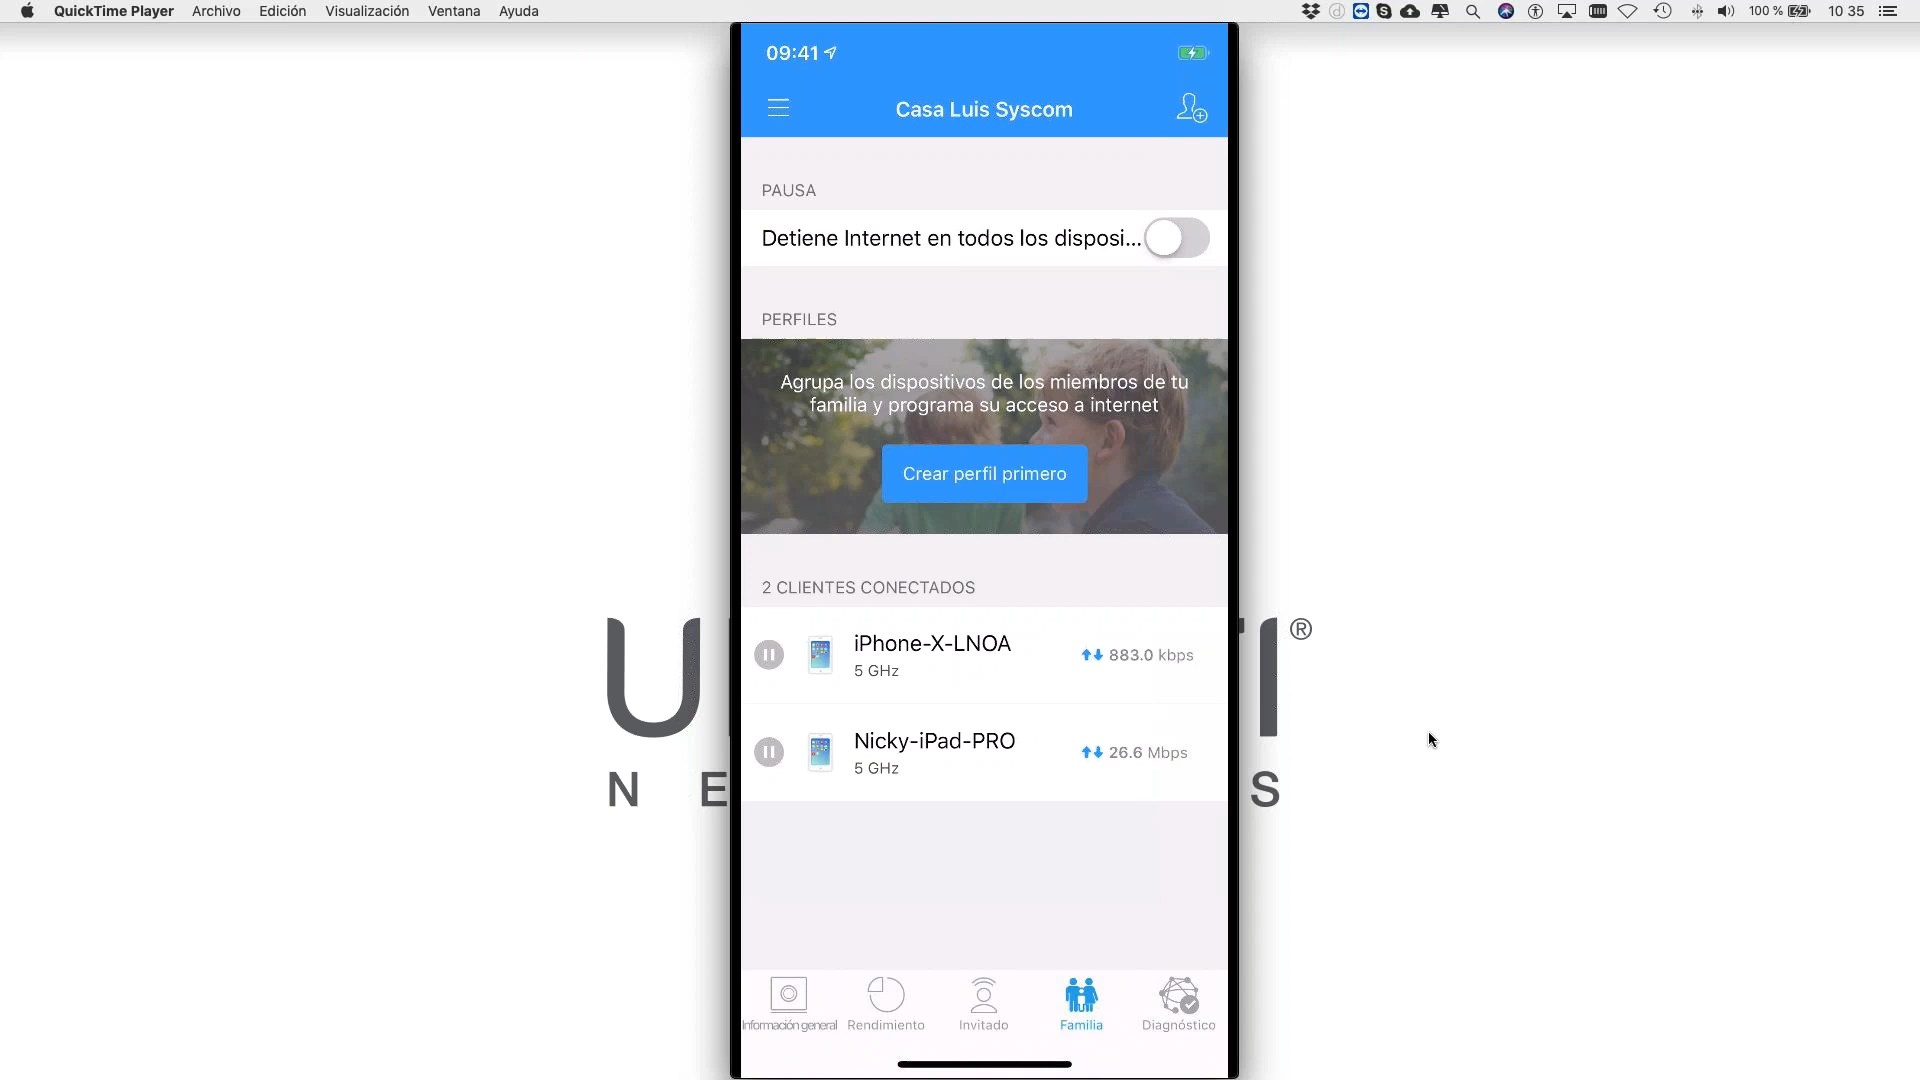 QuickTime Player Archivo Edición Visualización Ventana Ayuda 100 % 10 35
09:41
Casa Luis Syscom
PAUSA
Detiene Internet en todos los disposi...
PERFILES
Agrupa los dispositivos de los miembros de tu
familia y programa su acceso a internet
Crear perfil primero
2 CLIENTES CONECTADOS
iPhone-X-LNOA
5 GHz
883.0 kbps
Nicky-iPad-PRO
5 GHz
26.6 Mbps
U I ®
N E S
Información general Rendimiento Invitado Familia Diagnóstico